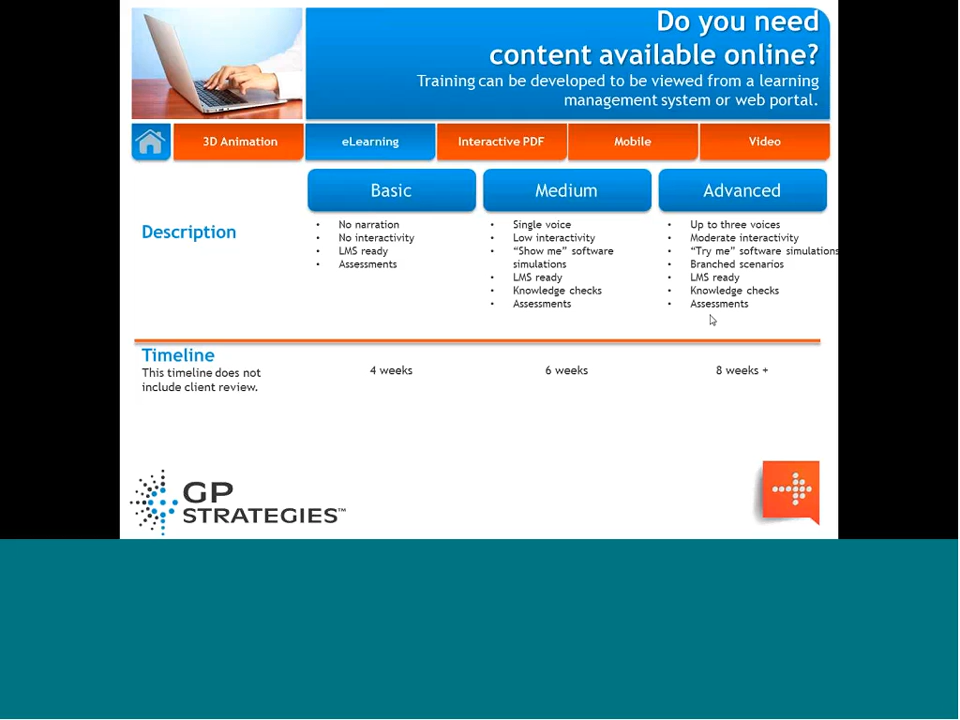 Do you need
content available online?
Training can be developed to be viewed from a learning
management system or web portal.
3D Animation
eLearning
Interactive PDF
Mobile
Video
Basic
Medium
Advanced
Description
• No narration
• No interactivity
• LMS ready
• Assessments
• Single voice
• Low interactivity
• “Show me” software
simulations
• LMS ready
• Knowledge checks
• Assessments
• Up to three voices
• Moderate interactivity
• “Try me” software simulations
• Branched scenarios
• LMS ready
• Knowledge checks
• Assessments
Timeline
This timeline does not
include client review.
4 weeks
6 weeks
8 weeks +
GP
STRATEGIES™